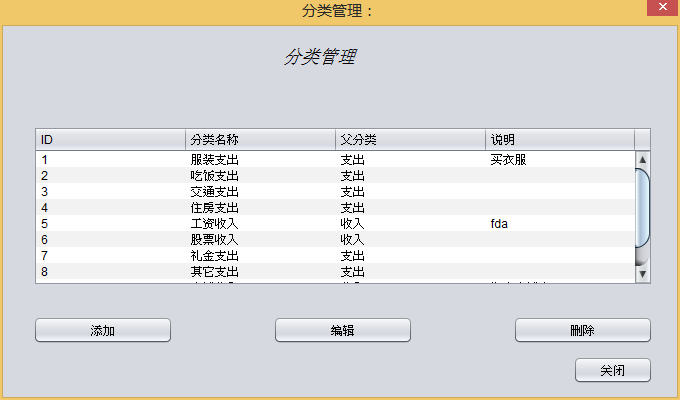 分类管理：
分类管理
ID 分类名称 父分类 说明
1 服装支出 支出 买衣服
2 吃饭支出 支出
3 交通支出 支出
4 住房支出 支出
5 工资收入 收入 fda
6 股票收入 收入
7 礼金支出 支出
8 其它支出 支出
添加 编辑 删除
关闭